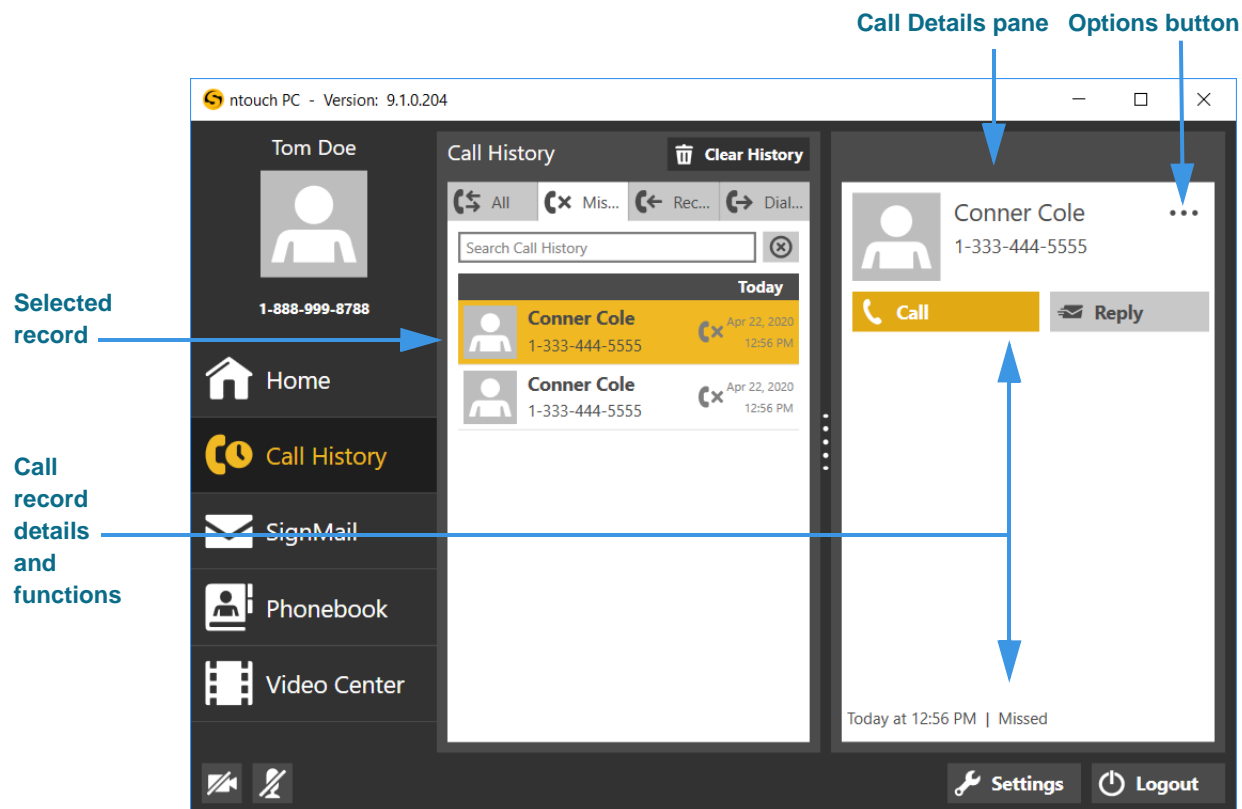 Call Details pane
Options button
ntouch PC - Version: 9.1.0.204
Tom Doe
1-888-999-8788
Selected
record
Call
record
details
and
functions
Home
Call History
SignMail
Phonebook
Video Center
Call History
Clear History
All
Mis...
Rec...
Dial...
Search Call History
Today
Conner Cole
1-333-444-5555
Apr 22, 2020
12:56 PM
Conner Cole
1-333-444-5555
Apr 22, 2020
12:56 PM
Conner Cole
1-333-444-5555
Call
Reply
Today at 12:56 PM | Missed
Settings
Logout